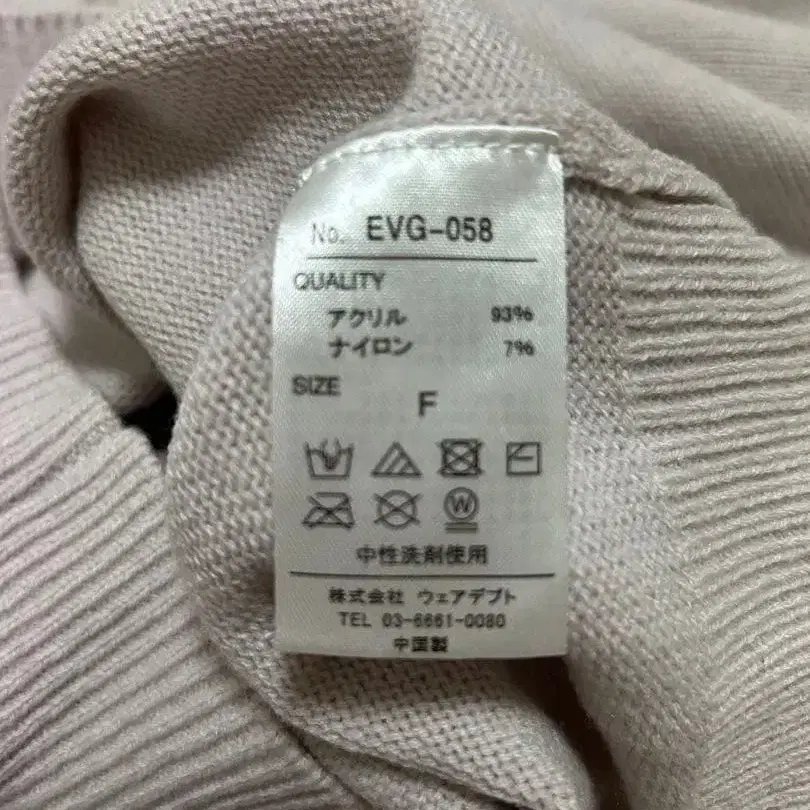 No. EVG-058
QUALITY
アクリル 93%
ナイロン 7%
SIZE
F
W
中性洗剤使用
株式会社 ウェアデプト
TEL 03-6661-0080
中国製